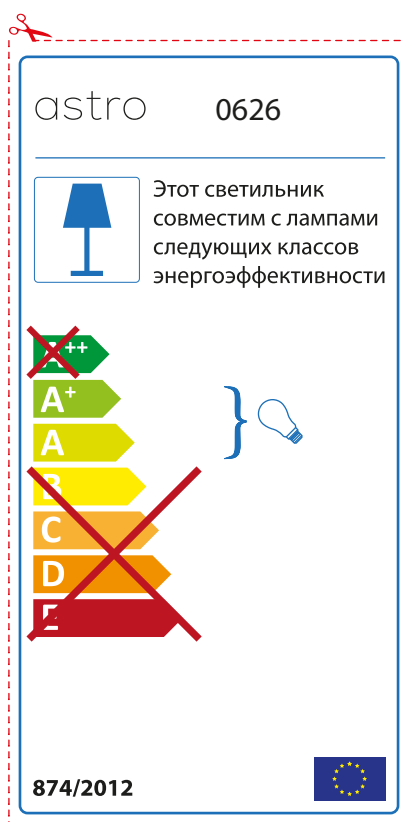 astro 0626
Этот светильник
совместим с лампами
следующих классов
энергоэффективности
A++
A+
A
B
C
D
E
874/2012